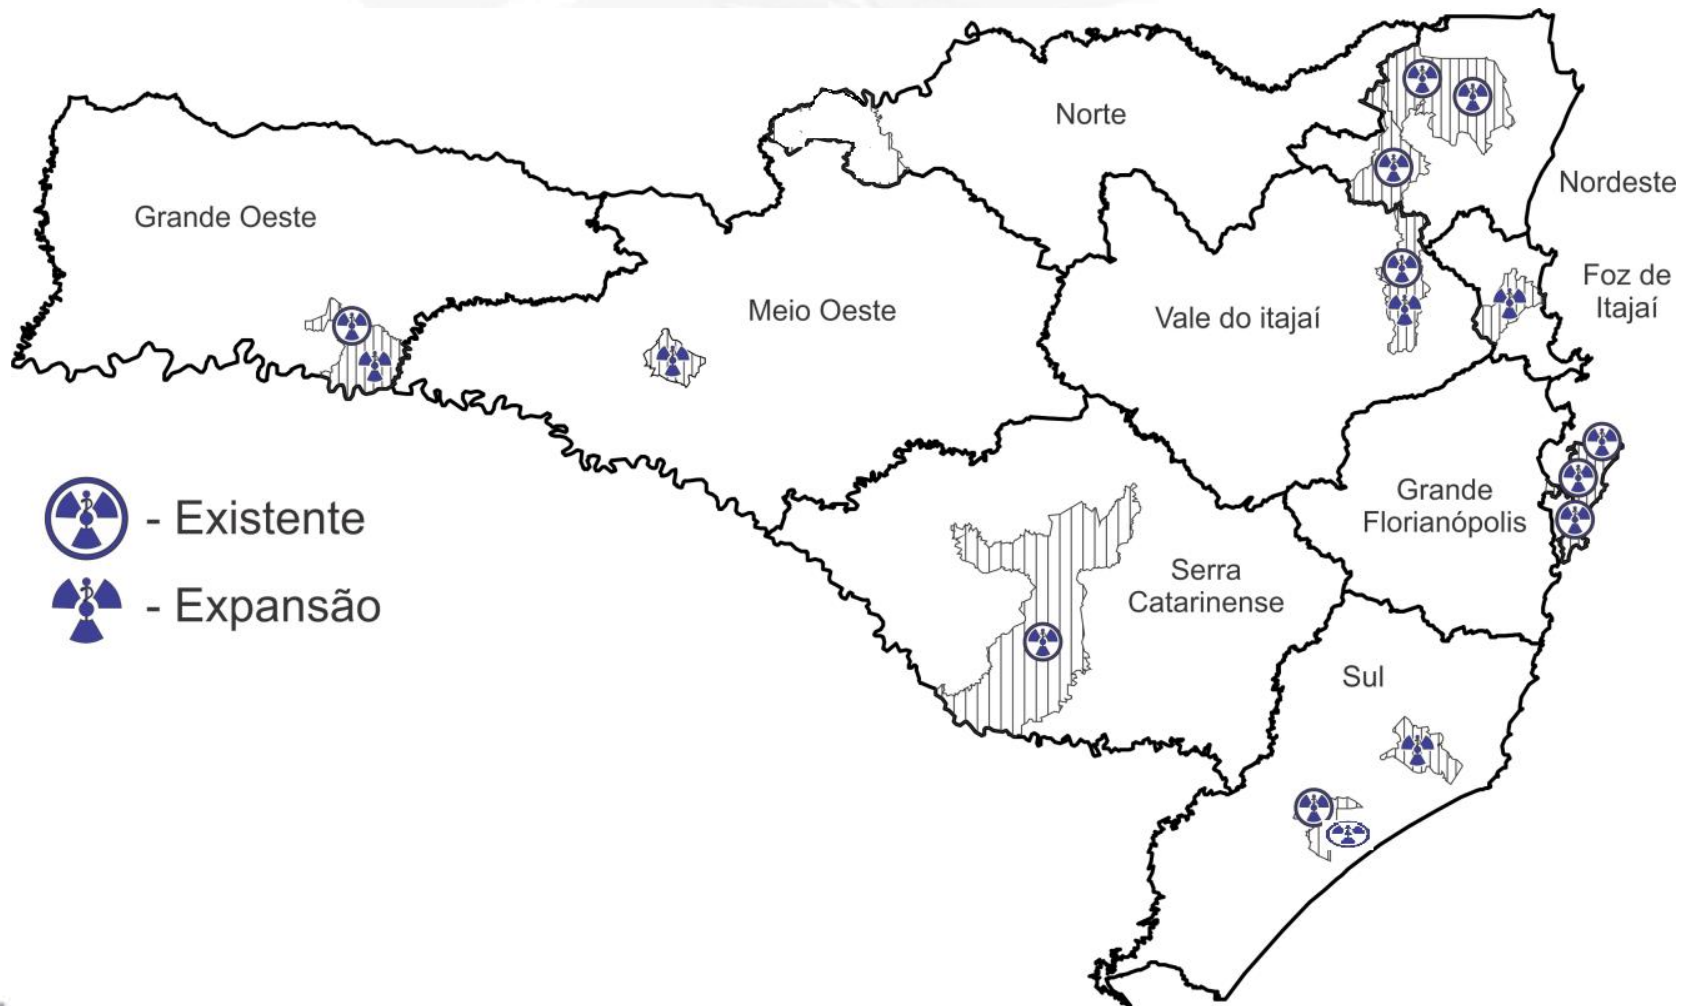 Norte
Nordeste
Grande Oeste
Foz de
Itajaí
Meio Oeste
Vale do itajaí
Grande
Florianópolis
- Existente
Serra
Catarinense
- Expansão
Sul